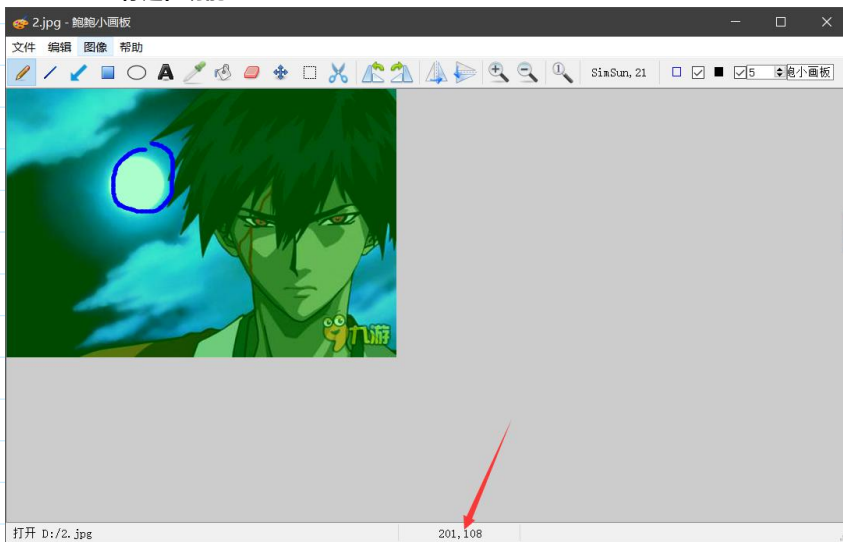 2.jpg - 鲍鲍小画板
文件 编辑 图像 帮助
A 1 SimSun, 21 5 鲍小画板
九游
打开 D:/2.jpg 201,108